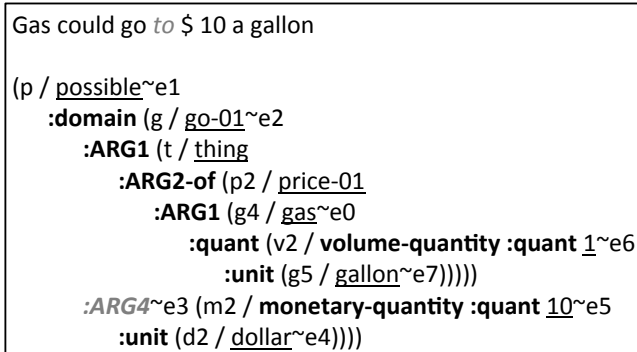 Gas could go to $ 10 a gallon
(p / possible~e1
:domain (g / go-01~e2
:ARG1 (t / thing
:ARG2-of (p2 / price-01
:ARG1 (g4 / gas~e0
:quant (v2 / volume-quantity :quant 1~e6
:unit (g5 / gallon~e7)))))
:ARG4~e3 (m2 / monetary-quantity :quant 10~e5
:unit (d2 / dollar~e4))))